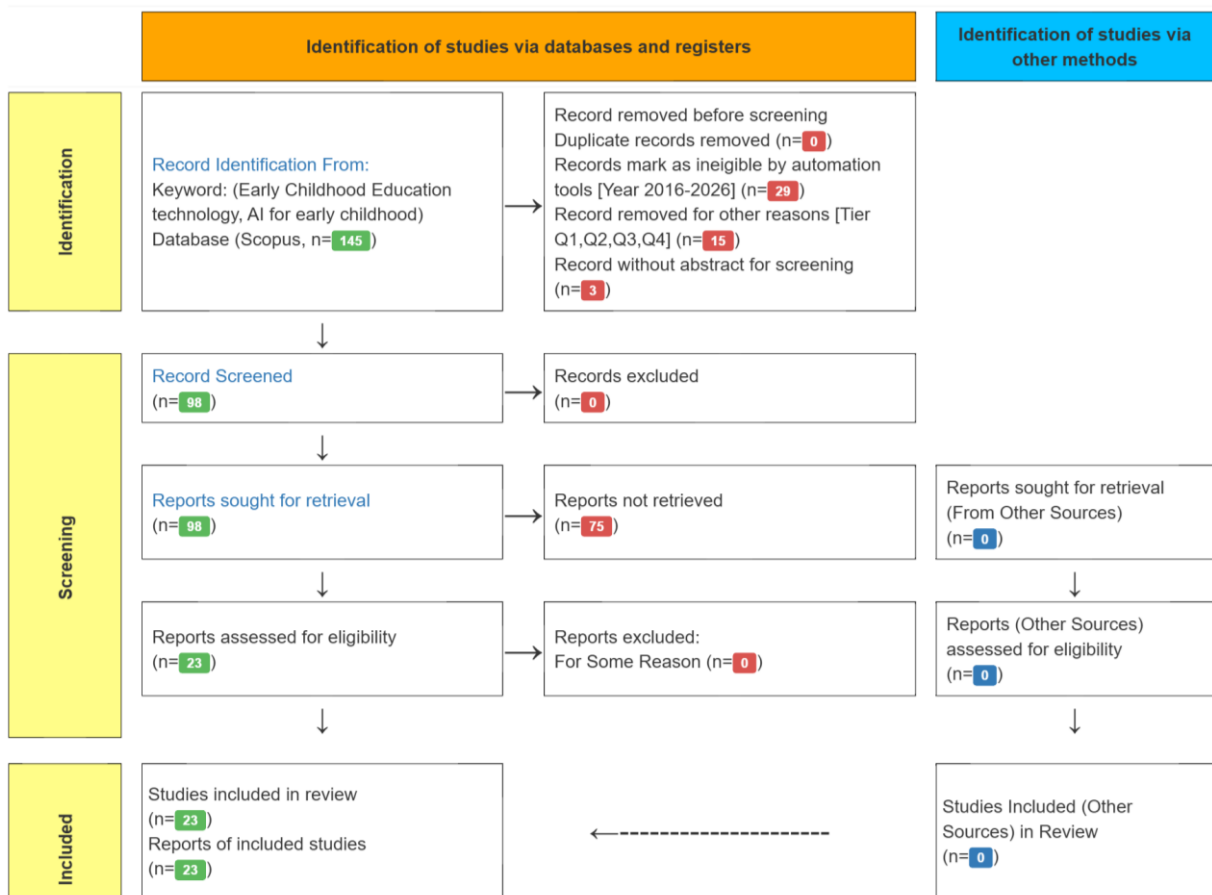 Identification of studies via databases and registers
Identification of studies via
other methods
Identification
Record Identification From:
Keyword: (Early Childhood Education
technology, AI for early childhood)
Database (Scopus, n= 145 )
Record removed before screening
Duplicate records removed (n= 0 )
Records mark as ineigible by automation
tools [Year 2016-2026] (n= 29 )
Record removed for other reasons [Tier
Q1,Q2,Q3,Q4] (n= 15 )
Record without abstract for screening
(n= 3 )
Screening
Record Screened
(n= 98 )
Records excluded
(n= 0 )
Reports sought for retrieval
(n= 98 )
Reports not retrieved
(n= 75 )
Reports sought for retrieval
(From Other Sources)
(n= 0 )
Reports assessed for eligibility
(n= 23 )
Reports excluded:
For Some Reason (n= 0 )
Reports (Other Sources)
assessed for eligibility
(n= 0 )
Included
Studies included in review
(n= 23 )
Reports of included studies
(n= 23 )
Studies Included (Other
Sources) in Review
(n= 0 )